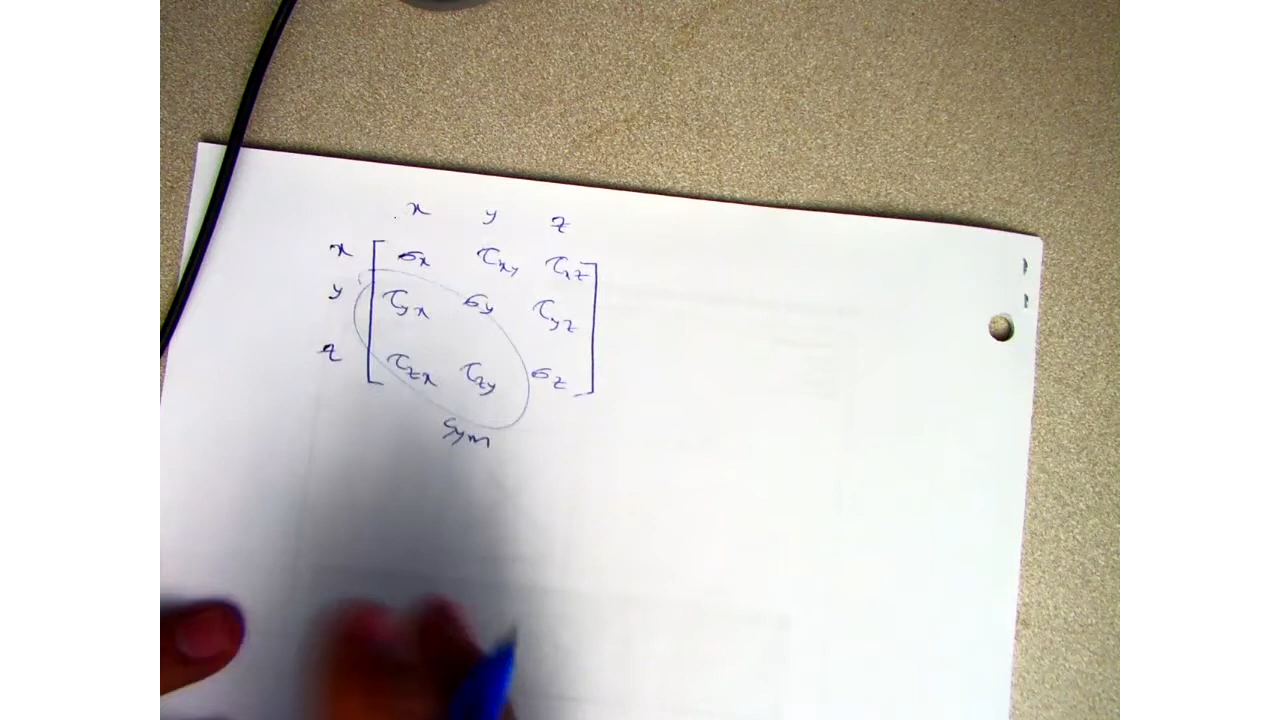 x y z
x [ σx τxy τxz ]
y [ τyx σy τyz ]
z [ τzx τzy σz ]
Sym